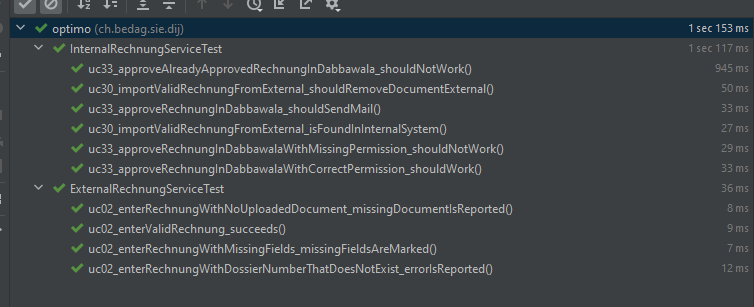 optimo (ch.bedag.sie.dij) 1 sec 153 ms
InternalRechnungServiceTest 1 sec 117 ms
uc33_approveAlreadyApprovedRechnungInDabbawala_shouldNotWork() 945 ms
uc30_importValidRechnungFromExternal_shouldRemoveDocumentExternal() 50 ms
uc33_approveRechnungInDabbawala_shouldSendMail() 33 ms
uc30_importValidRechnungFromExternal_isFoundInInternalSystem() 27 ms
uc33_approveRechnungInDabbawalaWithMissingPermission_shouldNotWork() 29 ms
uc33_approveRechnungInDabbawalaWithCorrectPermission_shouldWork() 33 ms
ExternalRechnungServiceTest 36 ms
uc02_enterRechnungWithNoUploadedDocument_missingDocumentIsReported() 8 ms
uc02_enterValidRechnung_succeeds() 9 ms
uc02_enterRechnungWithMissingFields_missingFieldsAreMarked() 7 ms
uc02_enterRechnungWithDossierNumberThatDoesNotExist_errorIsReported() 12 ms